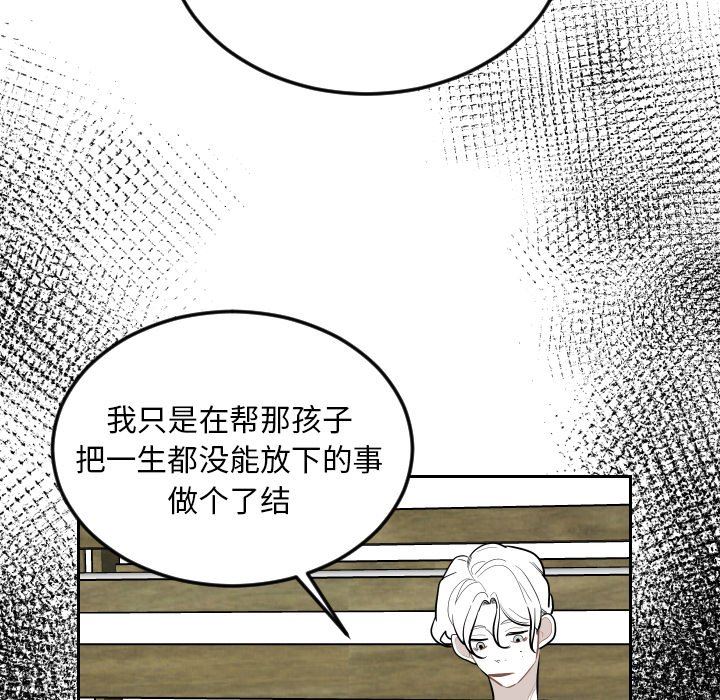 我只是在帮那孩子
把一生都没能放下的事
做个了结